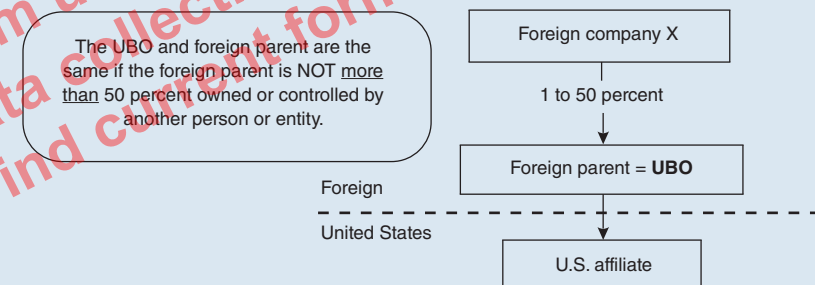 The UBO and foreign parent are the
same if the foreign parent is NOT more
than 50 percent owned or controlled by
another person or entity.
Foreign company X
1 to 50 percent
Foreign parent = UBO
Foreign
United States
U.S. affiliate